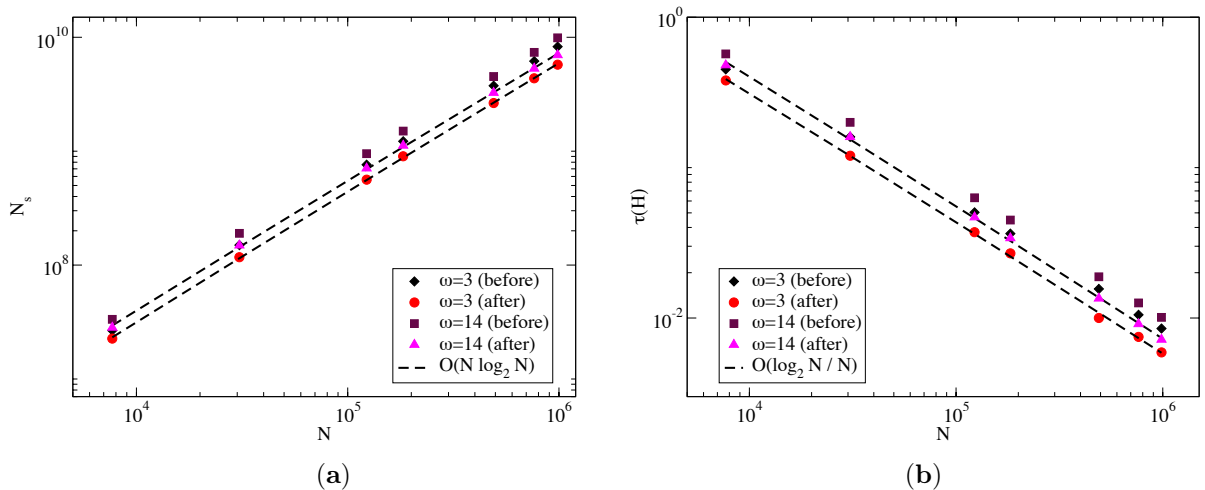 10^10
N_s
10^8
ω=3 (before)
ω=3 (after)
ω=14 (before)
ω=14 (after)
O(N log_2 N)
10^4 10^5 10^6
N
(a)
10^0
τ(H)
10^-2
ω=3 (before)
ω=3 (after)
ω=14 (before)
ω=14 (after)
O(log_2 N / N)
10^4 10^5 10^6
N
(b)